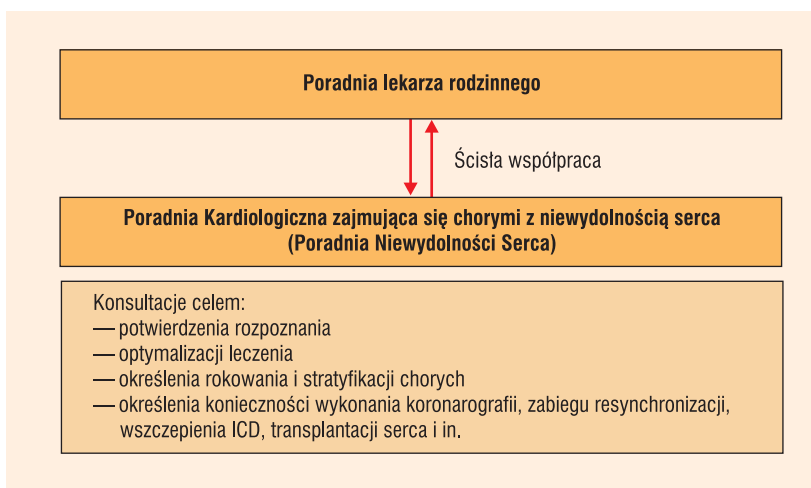 Poradnia lekarza rodzinnego
Ścisła współpraca
Poradnia Kardiologiczna zajmująca się chorymi z niewydolnością serca
(Poradnia Niewydolności Serca)
Konsultacje celem:
— potwierdzenia rozpoznania
— optymalizacji leczenia
— określenia rokowania i stratyfikacji chorych
— określenia konieczności wykonania koronarografii, zabiegu resynchronizacji,
wszczepienia ICD, transplantacji serca i in.